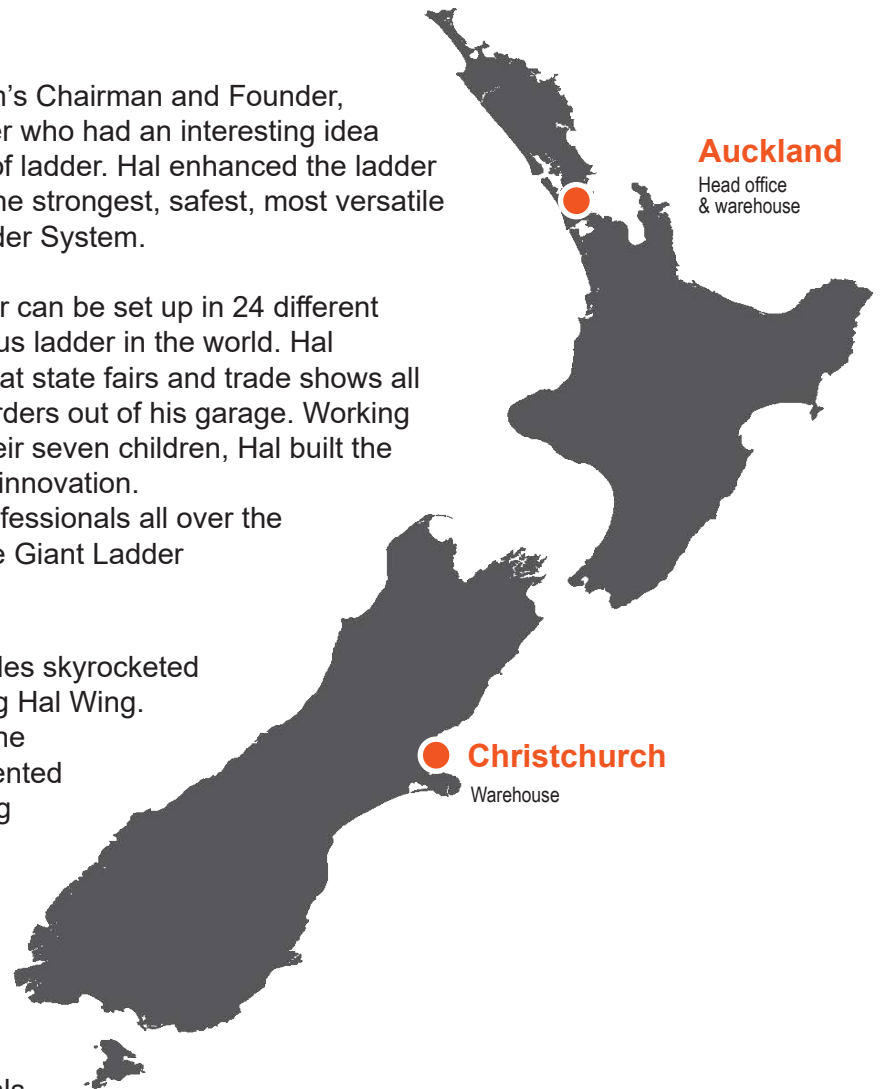 n's Chairman and Founder,
er who had an interesting idea
of ladder. Hal enhanced the ladder
he strongest, safest, most versatile
der System.
r can be set up in 24 different
us ladder in the world. Hal
at state fairs and trade shows all
rders out of his garage. Working
eir seven children, Hal built the
innovation.
ofessionals all over the
e Giant Ladder
les skyrocketed
g Hal Wing.
ne
ented
g
Auckland
Head office
& warehouse
Christchurch
Warehouse